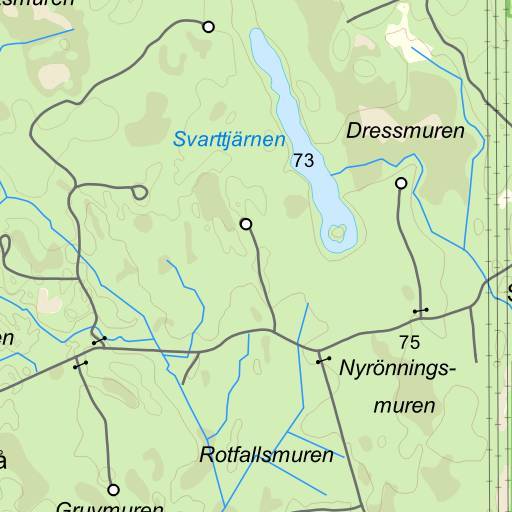 Svarttjärnen
73
Dressmuren
75
Nyrönnings-
muren
Rotfallsmuren
Gruvmuren